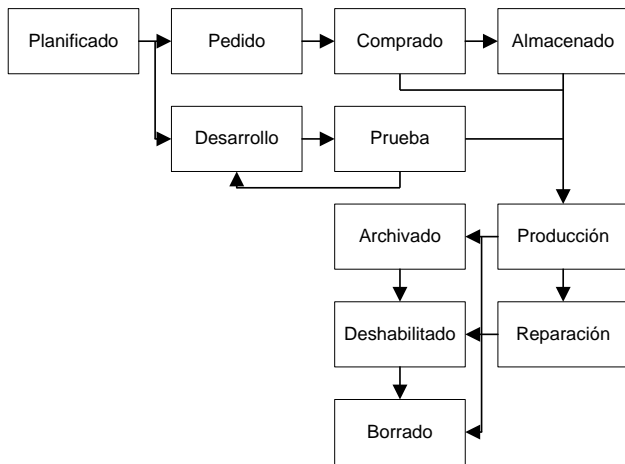 Planificado
Pedido
Comprado
Almacenado
Desarrollo
Prueba
Archivado
Producción
Deshabilitado
Reparación
Borrado